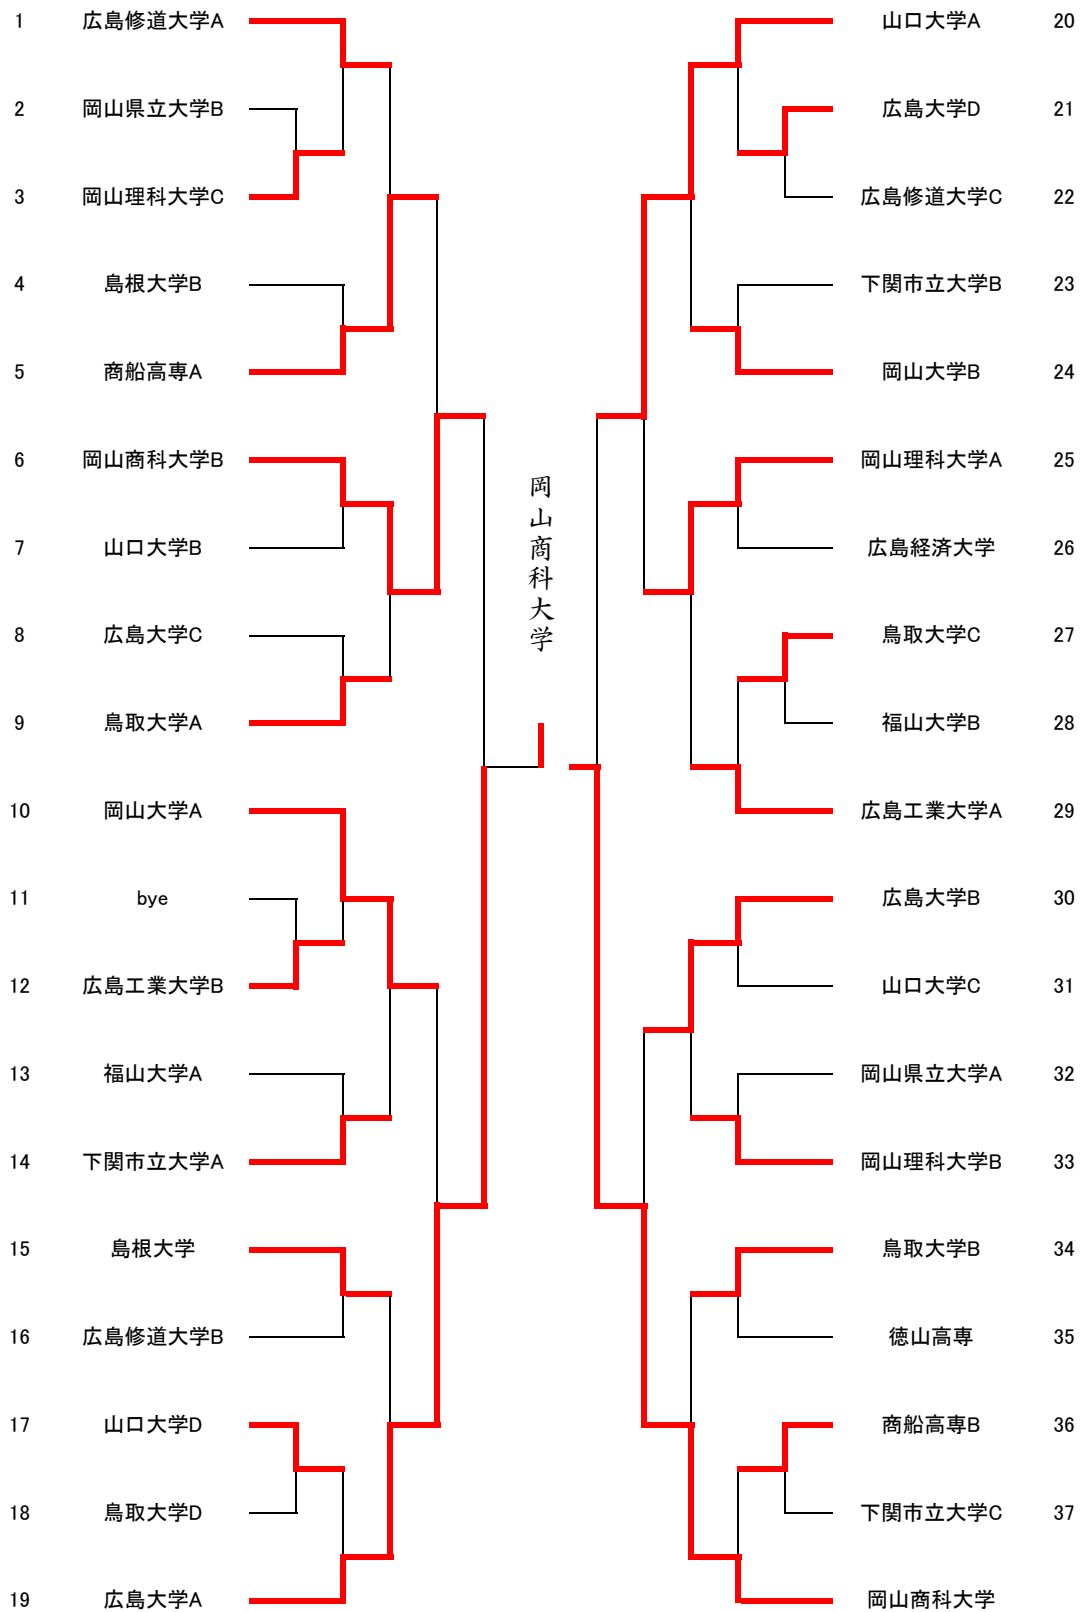 1 広島修道大学A
2 岡山県立大学B
3 岡山理科大学C
4 島根大学B
5 商船高専A
6 岡山商科大学B
7 山口大学B
8 広島大学C
9 鳥取大学A
10 岡山大学A
11 bye
12 広島工業大学B
13 福山大学A
14 下関市立大学A
15 島根大学
16 広島修道大学B
17 山口大学D
18 鳥取大学D
19 広島大学A
岡山商科大学
山口大学A 20
広島大学D 21
広島修道大学C 22
下関市立大学B 23
岡山大学B 24
岡山理科大学A 25
広島経済大学 26
鳥取大学C 27
福山大学B 28
広島工業大学A 29
広島大学B 30
山口大学C 31
岡山県立大学A 32
岡山理科大学B 33
鳥取大学B 34
徳山高専 35
商船高専B 36
下関市立大学C 37
岡山商科大学